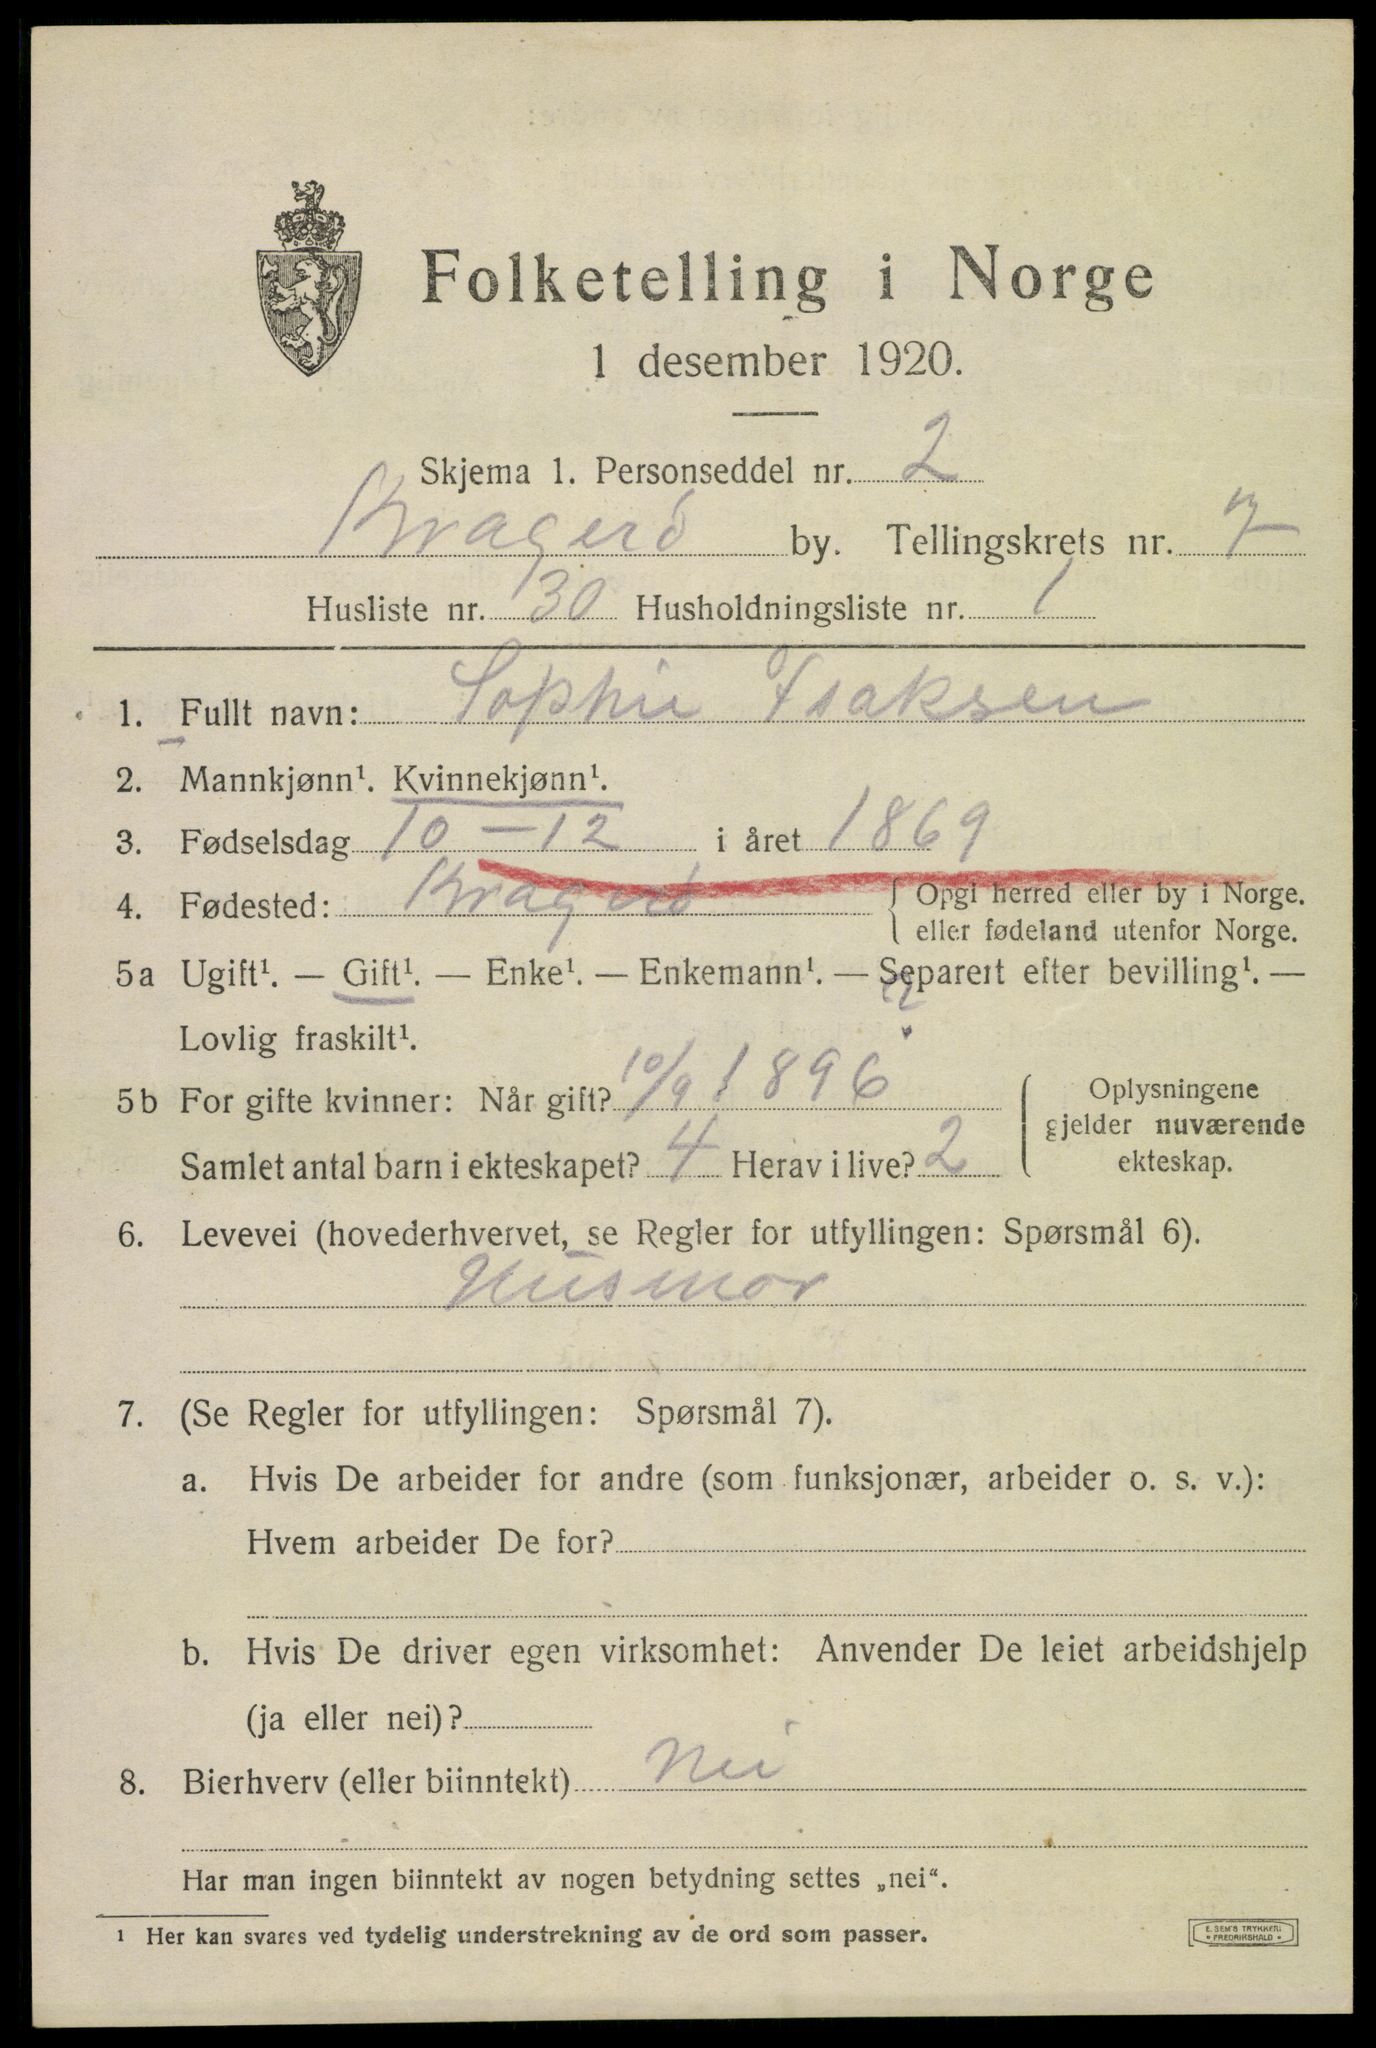 Folketelling i Norge
1 desember 1920.
Skjema 1. Personseddel nr. 2
Kragerö by. Tellingskrets nr. 7
Husliste nr. 30 Husholdningsliste nr. 1
1. Fullt navn: Sophie Isaksen
2. Mannkjønn¹. Kvinnekjønn¹.
3. Fødselsdag 10 - 12 i året 1869
4. Fødested: Kragerö { Opgi herred eller by i Norge.
eller fødeland utenfor Norge.
5a Ugift¹. — Gift¹. — Enke¹. — Enkemann¹. — Separert efter bevilling¹. —
Lovlig fraskilt¹.
5b For gifte kvinner: Når gift? 10/9 1896
Samlet antal barn i ekteskapet? 4 Herav i live? 2
Oplysningene
gjelder nuværende
ekteskap.
6. Levevei (hovederhvervet, se Regler for utfyllingen: Spørsmål 6).
Husmor
7. (Se Regler for utfyllingen: Spørsmål 7).
a. Hvis De arbeider for andre (som funksjonær, arbeider o. s. v.):
Hvem arbeider De for?
b. Hvis De driver egen virksomhet: Anvender De leiet arbeidshjelp
(ja eller nei)?
8. Bierhverv (eller biinntekt) Nei
Har man ingen biinntekt av nogen betydning settes „nei“.
¹ Her kan svares ved tydelig understrekning av de ord som passer.
E. SEM'S TRYKKERI
• FREDRIKSHALD •